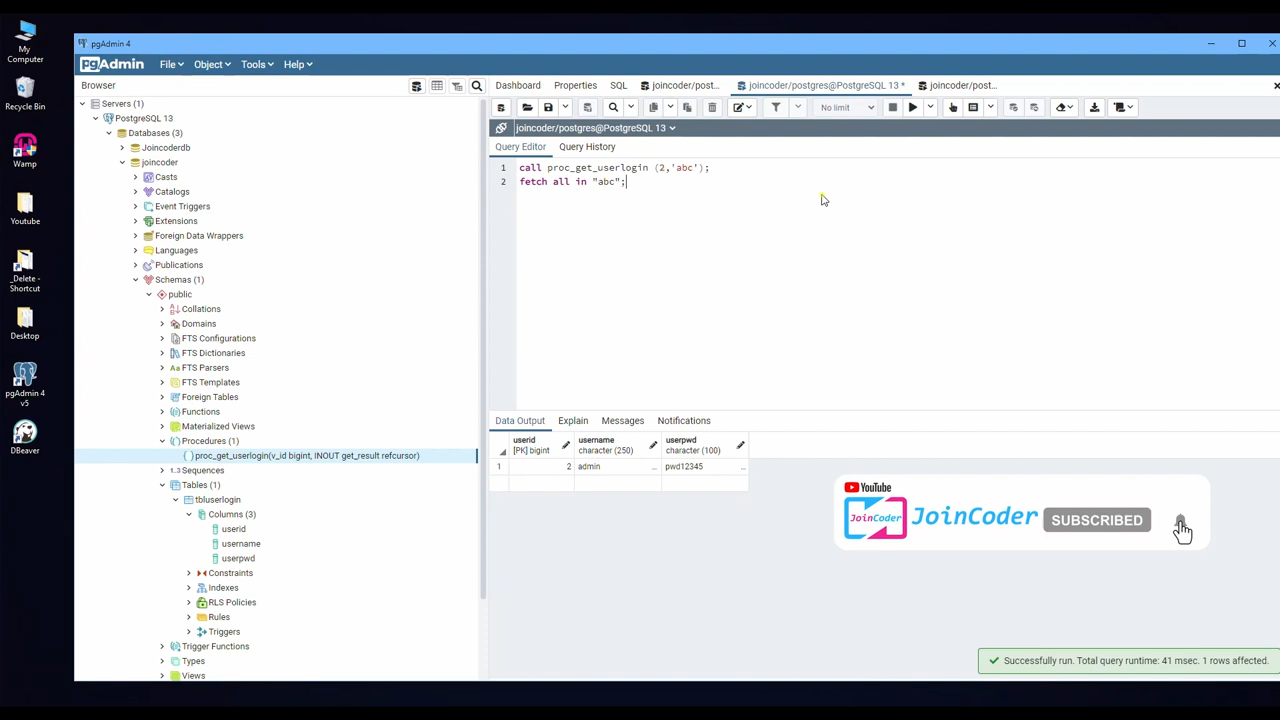 My
Computer
Recycle Bin
Wamp
Youtube
_Delete -
Shortcut
Desktop
pgAdmin 4
v5
DBeaver
pgAdmin 4
pgAdmin
File
Object
Tools
Help
Browser
Servers (1)
PostgreSQL 13
Databases (3)
Joincoderdb
joincoder
Casts
Catalogs
Event Triggers
Extensions
Foreign Data Wrappers
Languages
Publications
Schemas (1)
public
Collations
Domains
FTS Configurations
FTS Dictionaries
FTS Parsers
FTS Templates
Foreign Tables
Functions
Materialized Views
Procedures (1)
proc_get_userlogin(v_id bigint, INOUT get_result refcursor)
1.3 Sequences
Tables (1)
tbluserlogin
Columns (3)
userid
username
userpwd
Constraints
Indexes
RLS Policies
Rules
Triggers
Trigger Functions
Types
Views
Dashboard
Properties
SQL
joincoder/post...
joincoder/postgres@PostgreSQL 13 *
joincoder/post...
No limit
joincoder/postgres@PostgreSQL 13
Query Editor
Query History
1 call proc_get_userlogin (2,'abc');
2 fetch all in "abc";
Data Output
Explain
Messages
Notifications
userid
[PK] bigint
username
character (250)
userpwd
character (100)
1 2 admin ... pwd12345 ...
YouTube
JoinCoder
JoinCoder
SUBSCRIBED
Successfully run. Total query runtime: 41 msec. 1 rows affected.